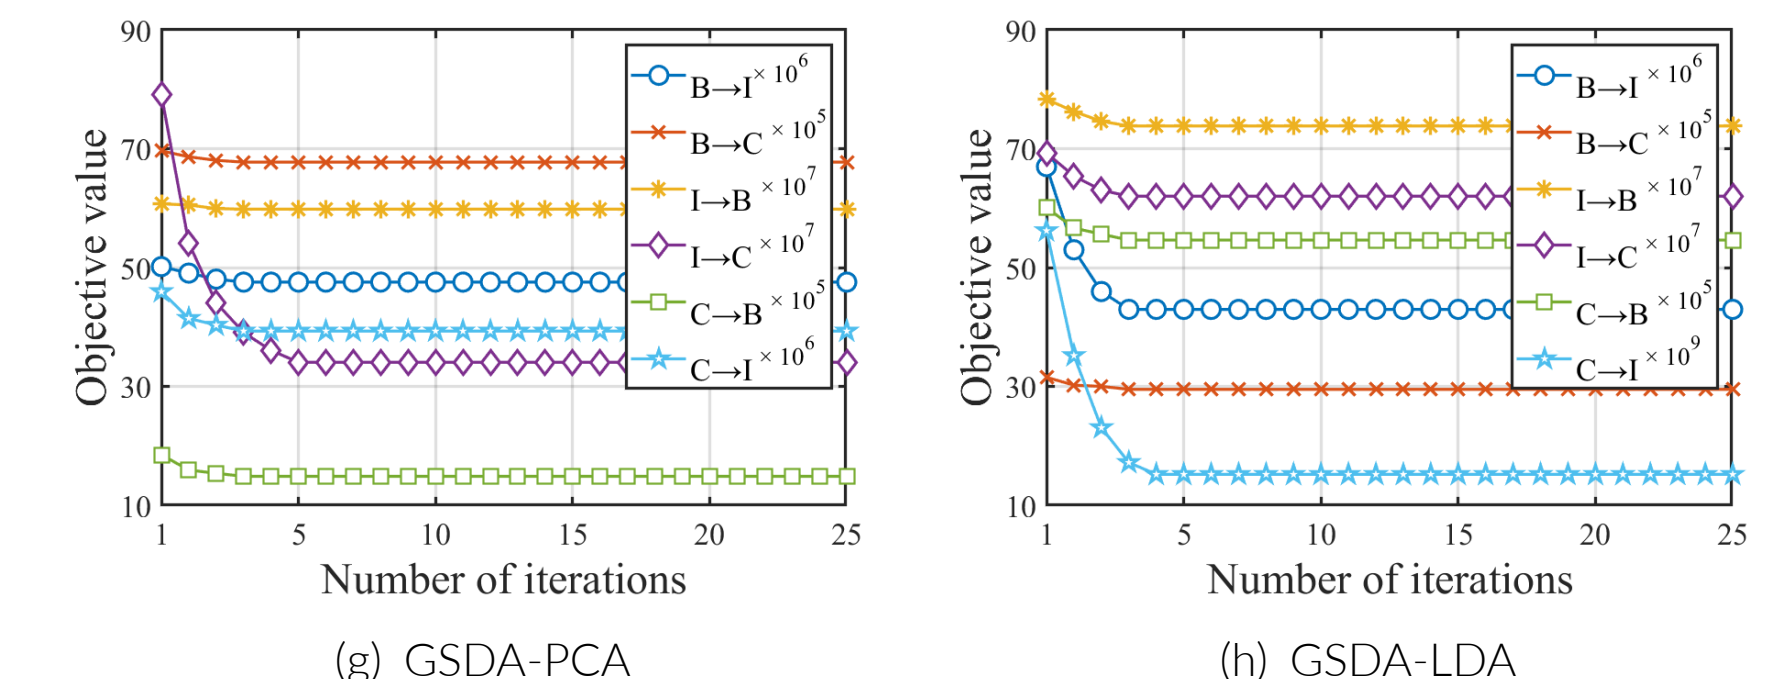 90
70
50
30
10
Objective value
B→I × 10^6
B→C × 10^5
I→B × 10^7
I→C × 10^7
C→B × 10^5
C→I × 10^6
1 5 10 15 20 25
Number of iterations
(g) GSDA-PCA
90
70
50
30
10
Objective value
B→I × 10^6
B→C × 10^5
I→B × 10^7
I→C × 10^7
C→B × 10^5
C→I × 10^9
1 5 10 15 20 25
Number of iterations
(h) GSDA-LDA